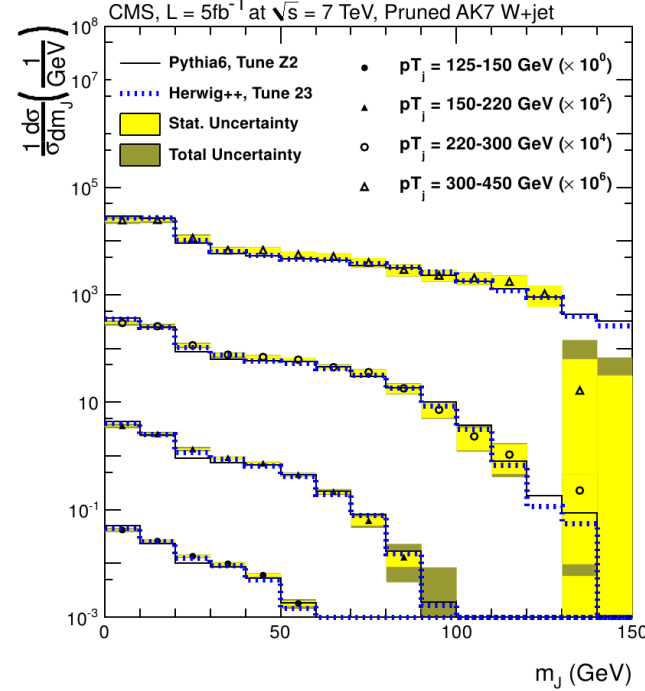 CMS, L = 5fb⁻¹ at √s = 7 TeV, Pruned AK7 W+jet
1/σ dσ/dm_J (1/GeV)
10⁸
10⁷
10⁵
10³
10
10⁻¹
10⁻³
Pythia6, Tune Z2
Herwig++, Tune 23
Stat. Uncertainty
Total Uncertainty
pT_j = 125-150 GeV (× 10⁰)
pT_j = 150-220 GeV (× 10²)
pT_j = 220-300 GeV (× 10⁴)
pT_j = 300-450 GeV (× 10⁶)
0 50 100 150
m_J (GeV)